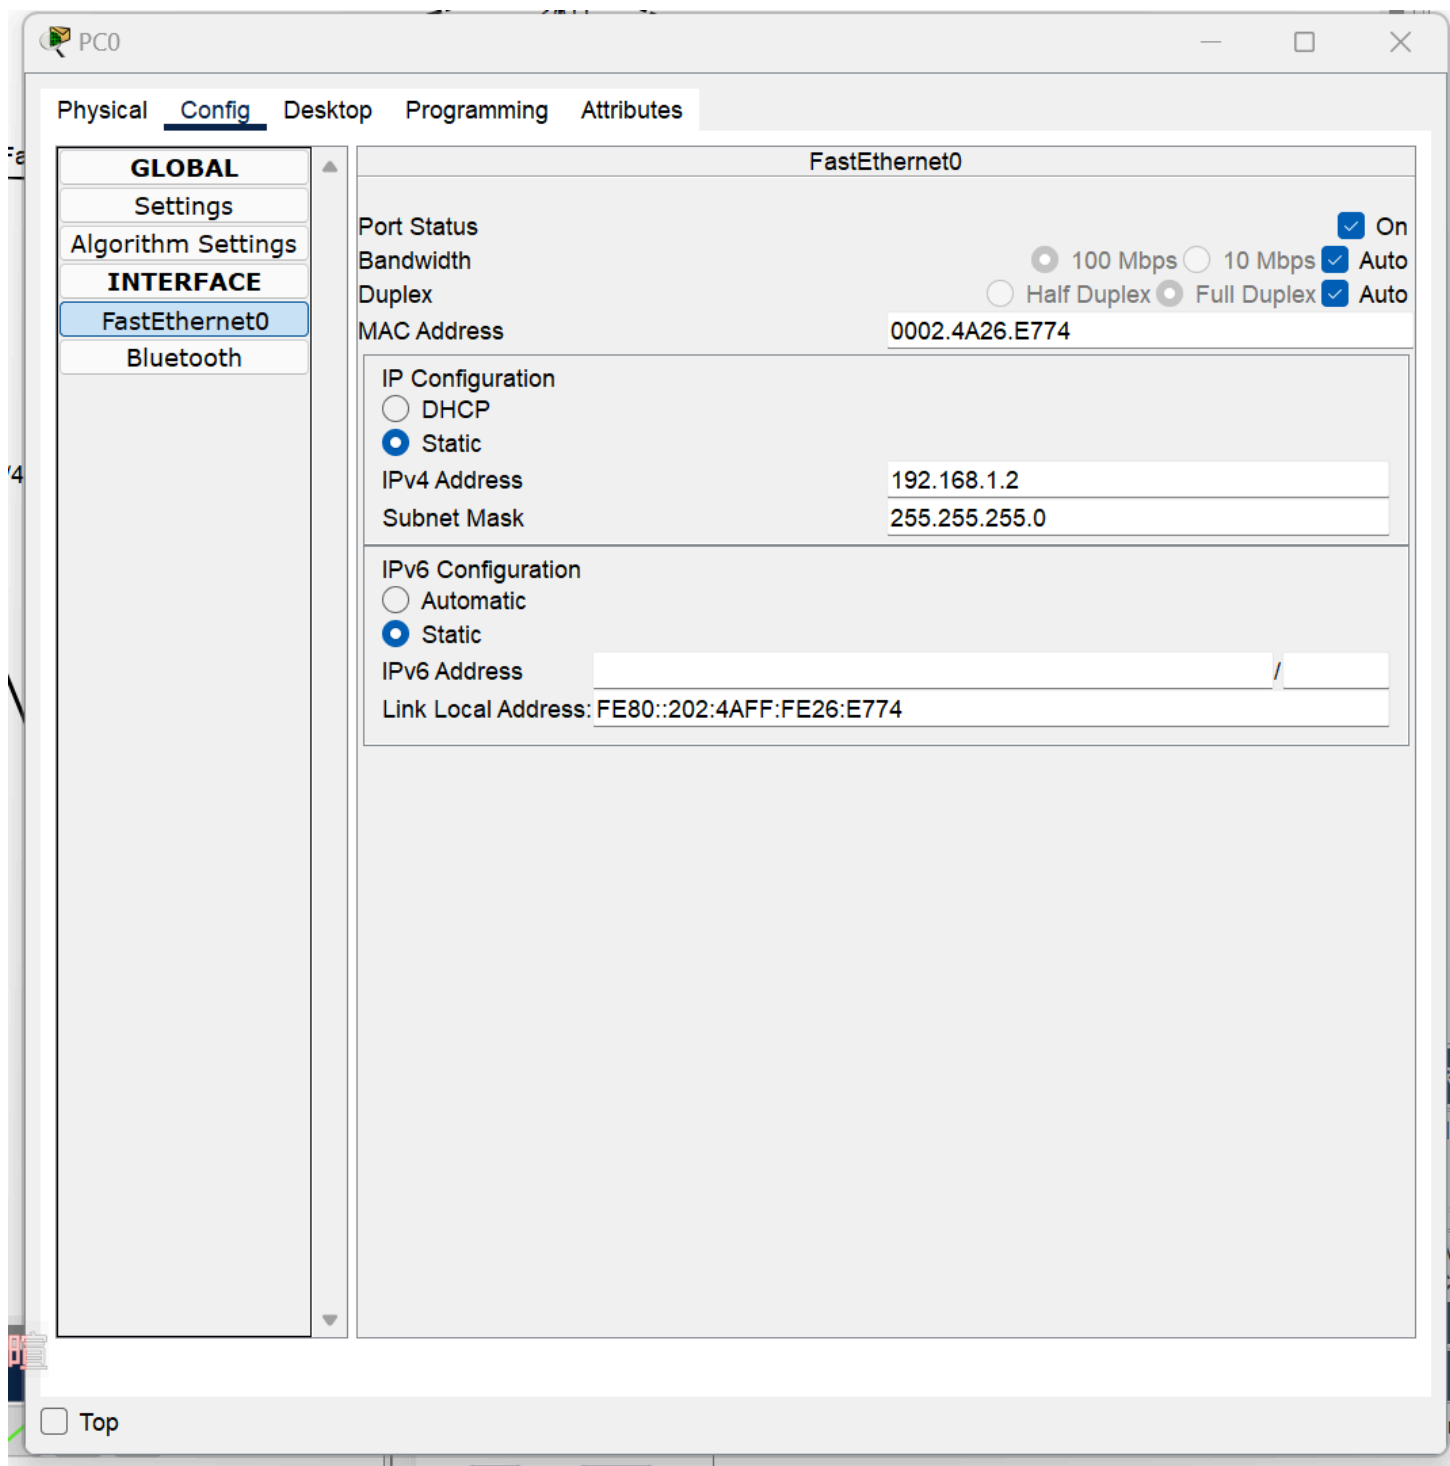 PC0
Physical Config Desktop Programming Attributes
GLOBAL
Settings
Algorithm Settings
INTERFACE
FastEthernet0
Bluetooth
FastEthernet0
Port Status On
Bandwidth 100 Mbps 10 Mbps Auto
Duplex Half Duplex Full Duplex Auto
MAC Address 0002.4A26.E774
IP Configuration
DHCP
Static
IPv4 Address 192.168.1.2
Subnet Mask 255.255.255.0
IPv6 Configuration
Automatic
Static
IPv6 Address /
Link Local Address: FE80::202:4AFF:FE26:E774
Top